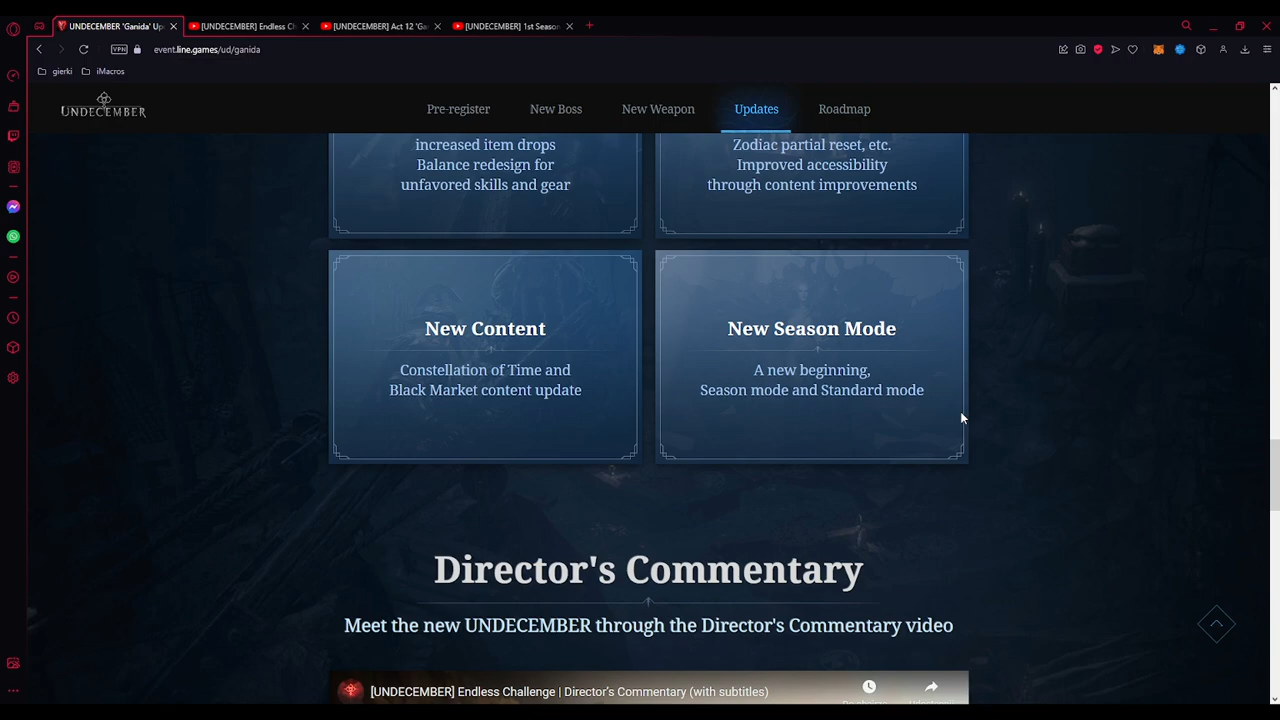 UNDECEMBER 'Ganida' Up
[UNDECEMBER] Endless Ch
[UNDECEMBER] Act 12 'Ga
[UNDECEMBER] 1st Season
VPN
event.line.games/ud/ganida
gierki
iMacros
UNDECEMBER
Pre-register
New Boss
New Weapon
Updates
Roadmap
increased item drops
Balance redesign for
unfavored skills and gear
Zodiac partial reset, etc.
Improved accessibility
through content improvements
New Content
Constellation of Time and
Black Market content update
New Season Mode
A new beginning,
Season mode and Standard mode
Director's Commentary
Meet the new UNDECEMBER through the Director's Commentary video
[UNDECEMBER] Endless Challenge | Director's Commentary (with subtitles)